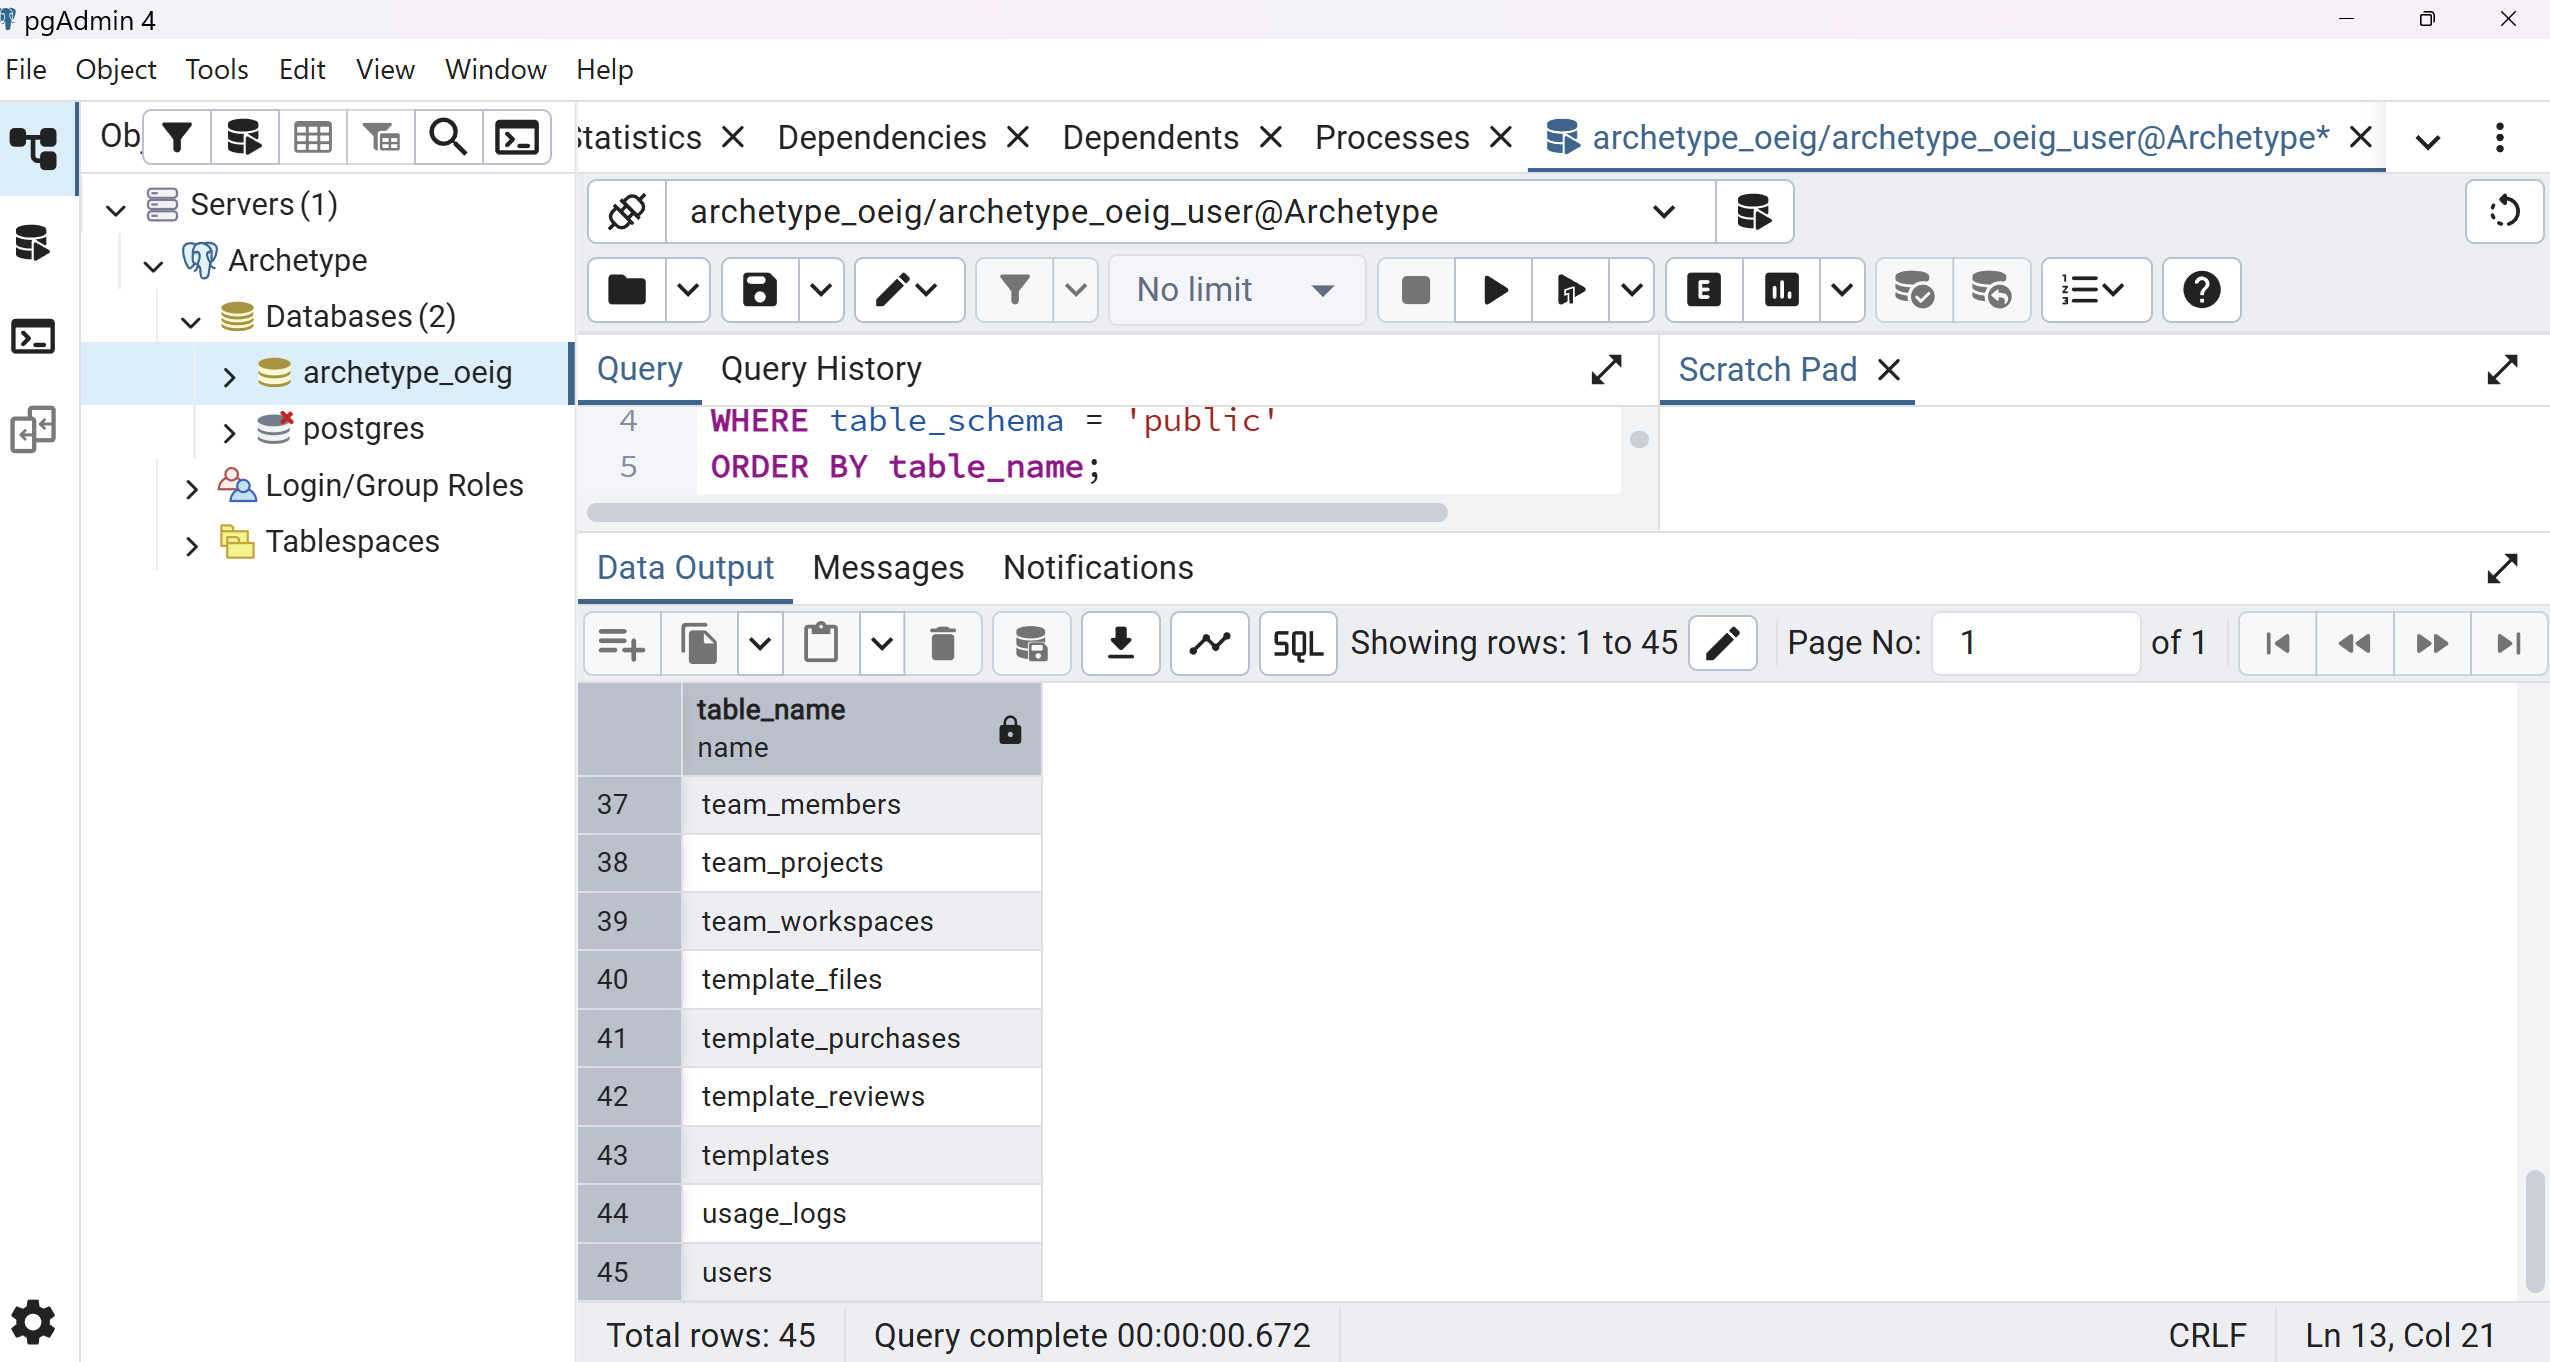 pgAdmin 4
File Object Tools Edit View Window Help
Ob
Servers (1)
Archetype
Databases (2)
archetype_oeig
postgres
Login/Group Roles
Tablespaces
tatistics Dependencies Dependents Processes archetype_oeig/archetype_oeig_user@Archetype*
archetype_oeig/archetype_oeig_user@Archetype
No limit E
Query Query History
Scratch Pad
4 WHERE table_schema = 'public'
5 ORDER BY table_name;
Data Output Messages Notifications
SQL Showing rows: 1 to 45 Page No: 1 of 1
table_name
name
37 team_members
38 team_projects
39 team_workspaces
40 template_files
41 template_purchases
42 template_reviews
43 templates
44 usage_logs
45 users
Total rows: 45 Query complete 00:00:00.672 CRLF Ln 13, Col 21